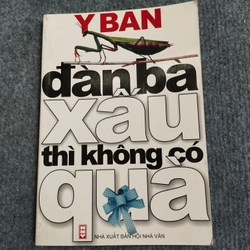 Y BAN
đàn bà
xấu
thì không có
quà
NHÀ XUẤT BẢN HỘI NHÀ VĂN